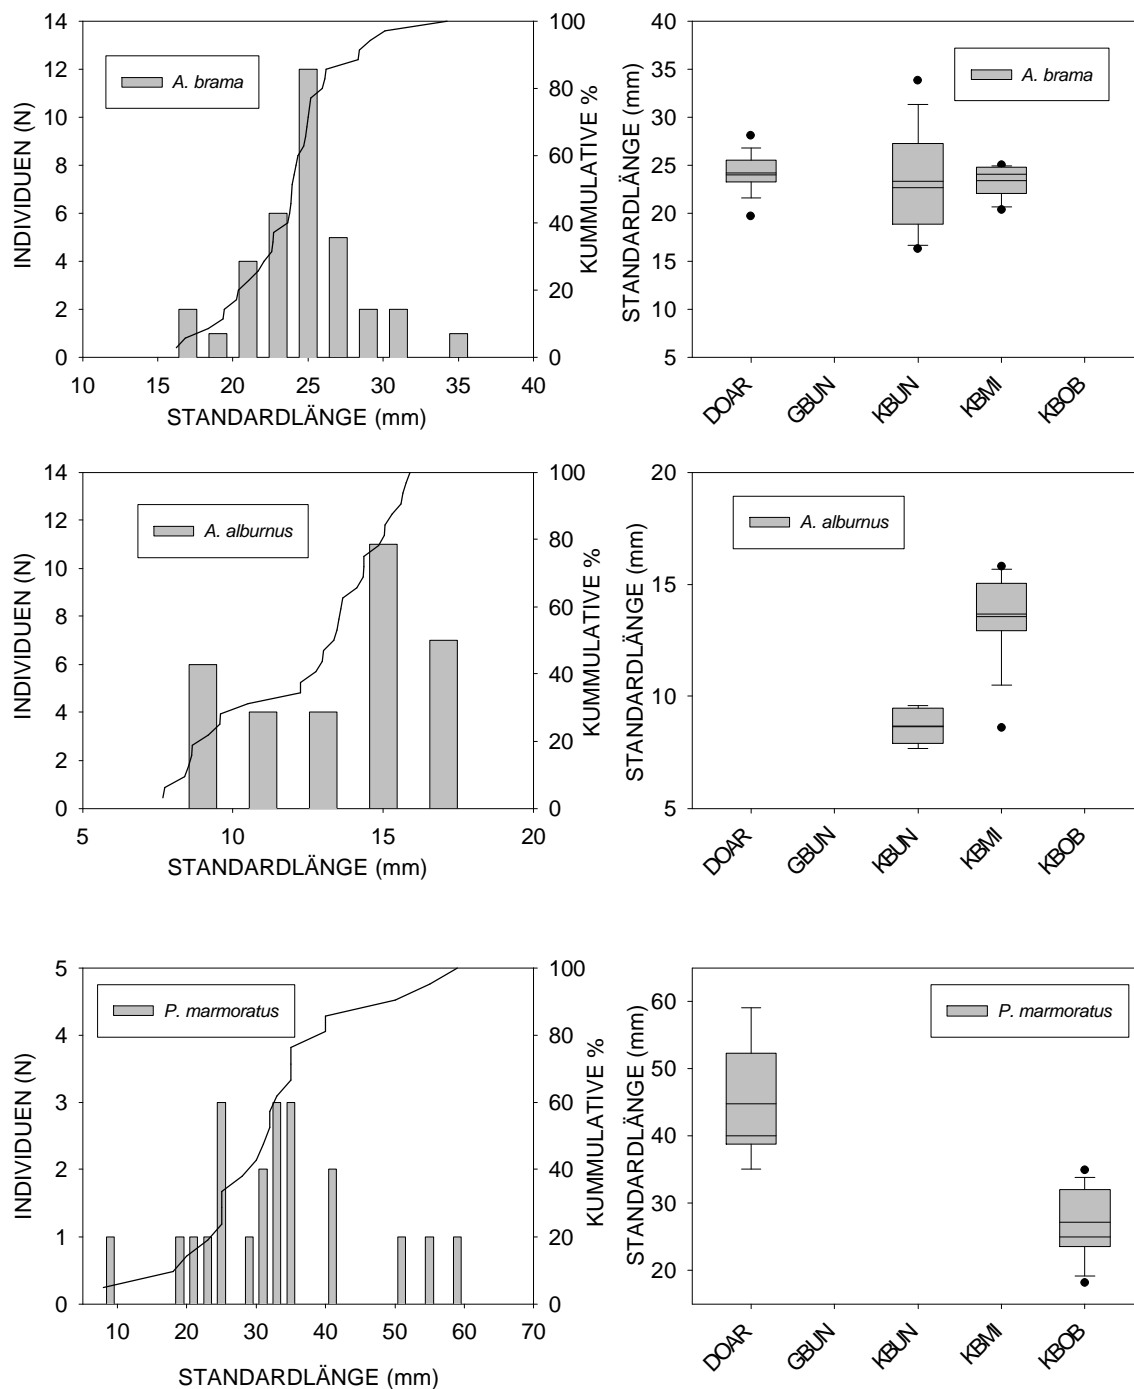 14
12
10
8
6
4
2
0
INDIVIDUEN (N)
A. brama
100
80
60
40
20
0
KUMMULATIVE %
10 15 20 25 30 35 40
STANDARDLÄNGE (mm)
40
35
30
25
20
15
10
5
STANDARDLÄNGE (mm)
A. brama
DOAR GBUN KBUN KBMI KBOB
14
12
10
8
6
4
2
0
INDIVIDUEN (N)
A. alburnus
100
80
60
40
20
0
KUMMULATIVE %
5 10 15 20
STANDARDLÄNGE (mm)
20
15
10
5
STANDARDLÄNGE (mm)
A. alburnus
DOAR GBUN KBUN KBMI KBOB
5
4
3
2
1
0
INDIVIDUEN (N)
P. marmoratus
100
80
60
40
20
0
KUMMULATIVE %
10 20 30 40 50 60 70
STANDARDLÄNGE (mm)
60
50
40
30
20
STANDARDLÄNGE (mm)
P. marmoratus
DOAR GBUN KBUN KBMI KBOB